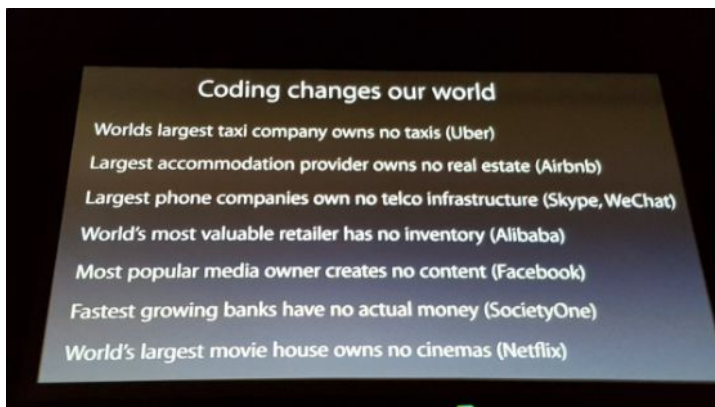 Coding changes our world
Worlds largest taxi company owns no taxis (Uber)
Largest accommodation provider owns no real estate (Airbnb)
Largest phone companies own no telco infrastructure (Skype, WeChat)
World's most valuable retailer has no inventory (Alibaba)
Most popular media owner creates no content (Facebook)
Fastest growing banks have no actual money (SocietyOne)
World's largest movie house owns no cinemas (Netflix)